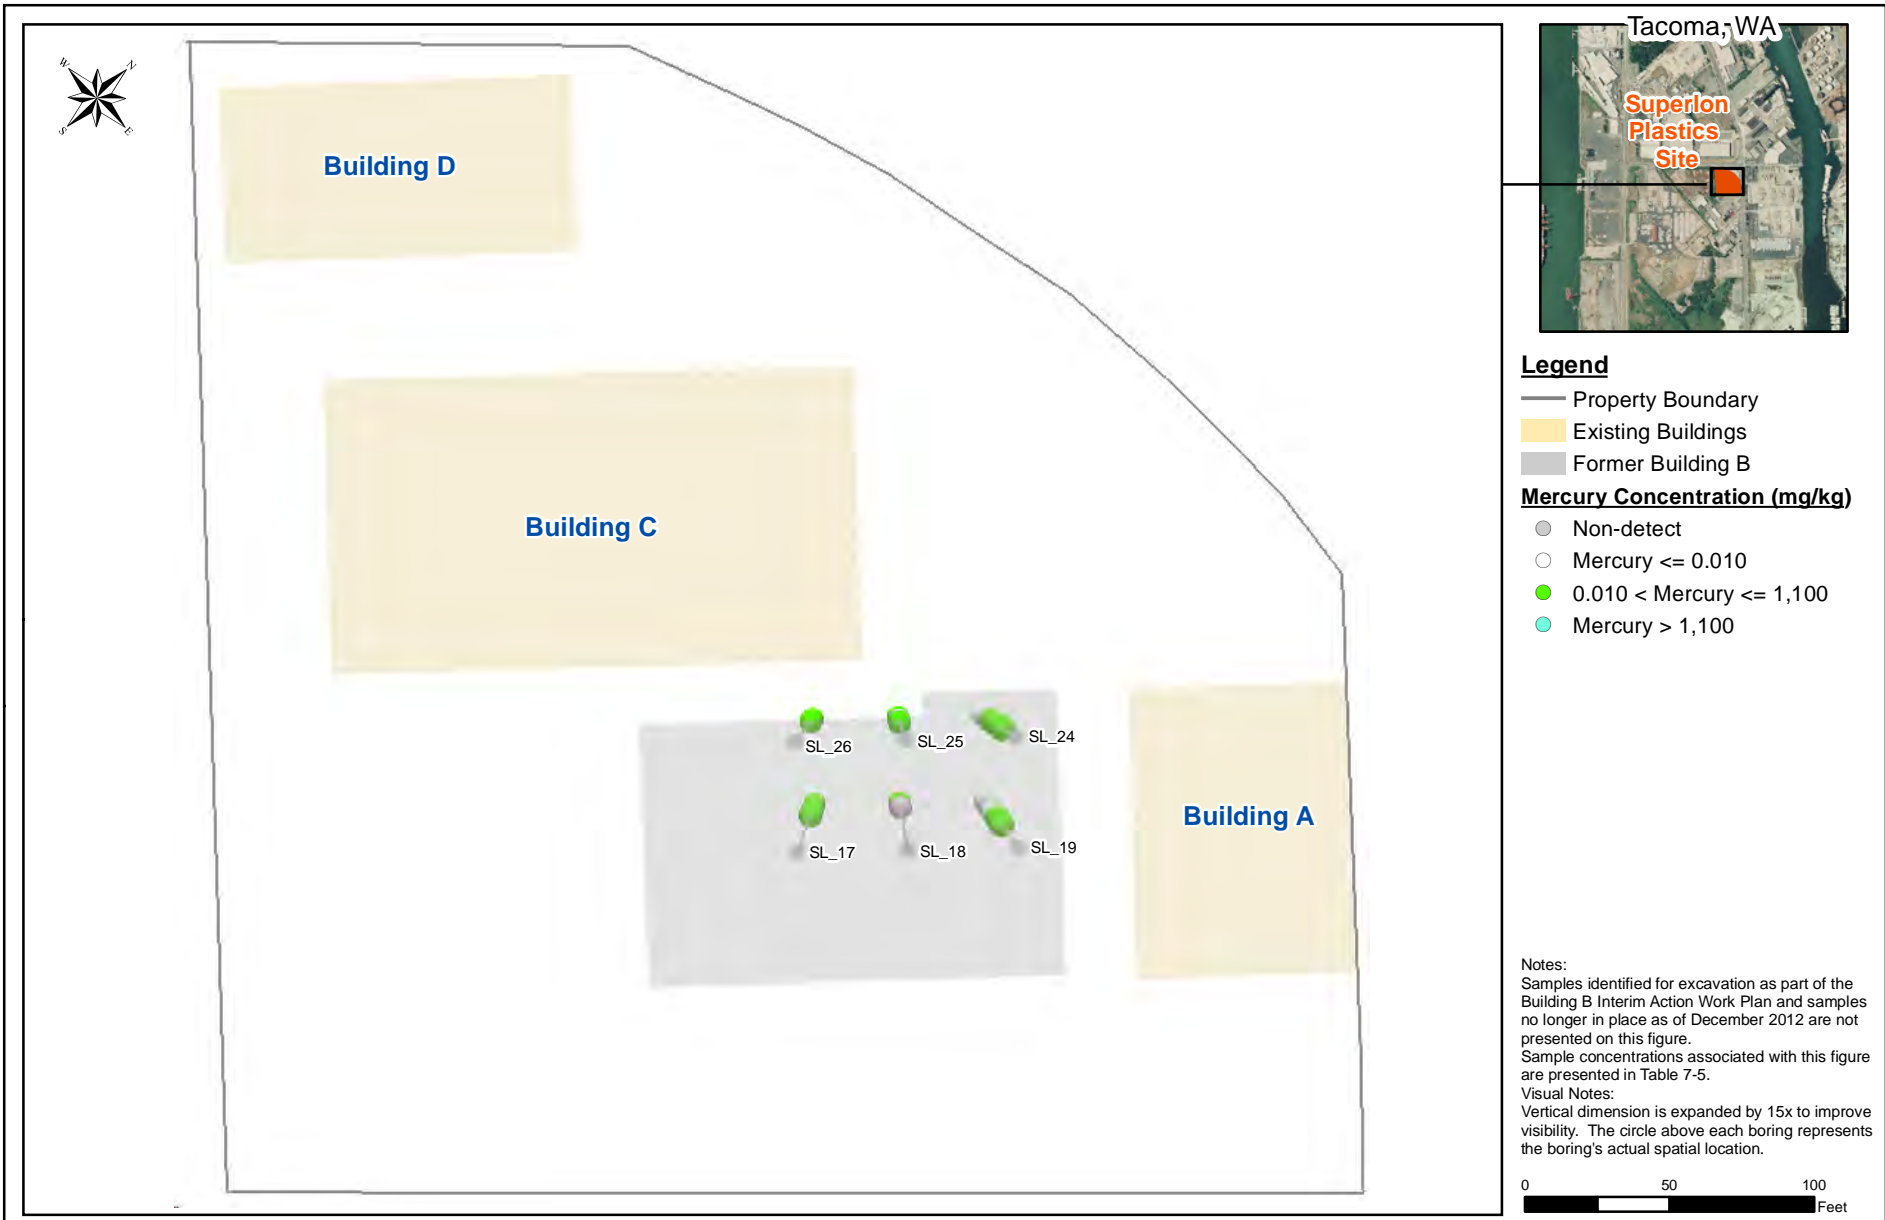 W
N
S
E
Building D
Building C
Building A
SL_26
SL_25
SL_24
SL_17
SL_18
SL_19
Tacoma, WA
Superlon
Plastics
Site
Legend
Property Boundary
Existing Buildings
Former Building B
Mercury Concentration (mg/kg)
Non-detect
Mercury <= 0.010
0.010 < Mercury <= 1,100
Mercury > 1,100
Notes:
Samples identified for excavation as part of the
Building B Interim Action Work Plan and samples
no longer in place as of December 2012 are not
presented on this figure.
Sample concentrations associated with this figure
are presented in Table 7-5.
Visual Notes:
Vertical dimension is expanded by 15x to improve
visibility. The circle above each boring represents
the boring's actual spatial location.
0 50 100
Feet